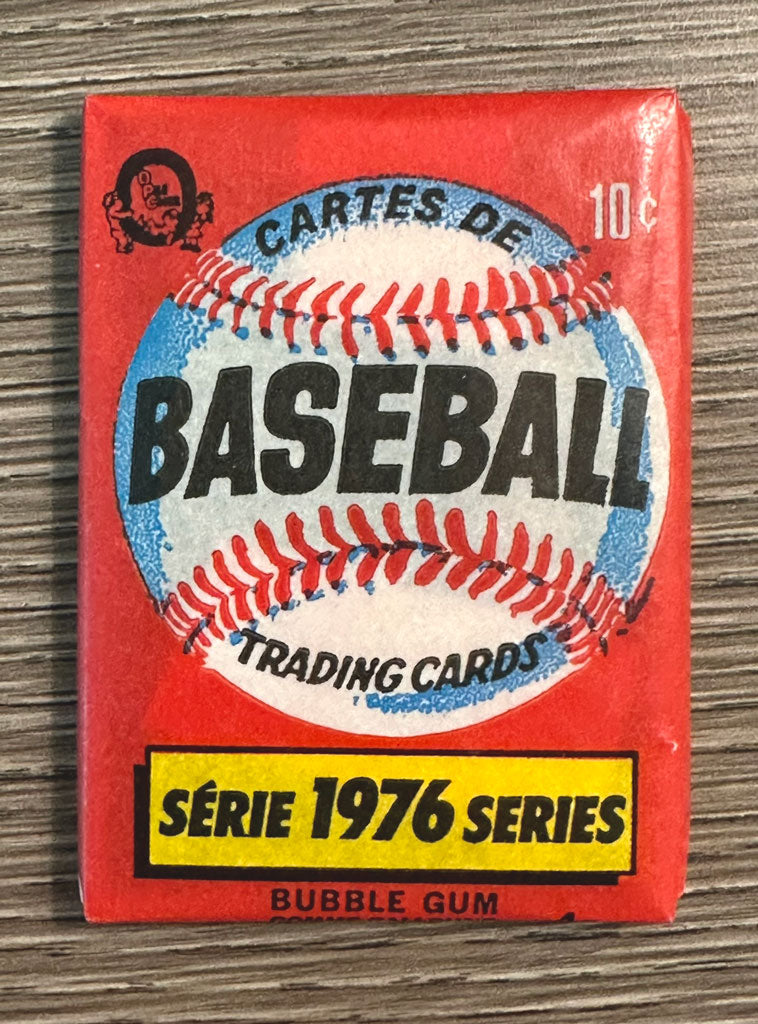 O
PEE
CHEE
10¢
CARTES DE
BASEBALL
TRADING CARDS
SÉRIE 1976 SERIES
BUBBLE GUM